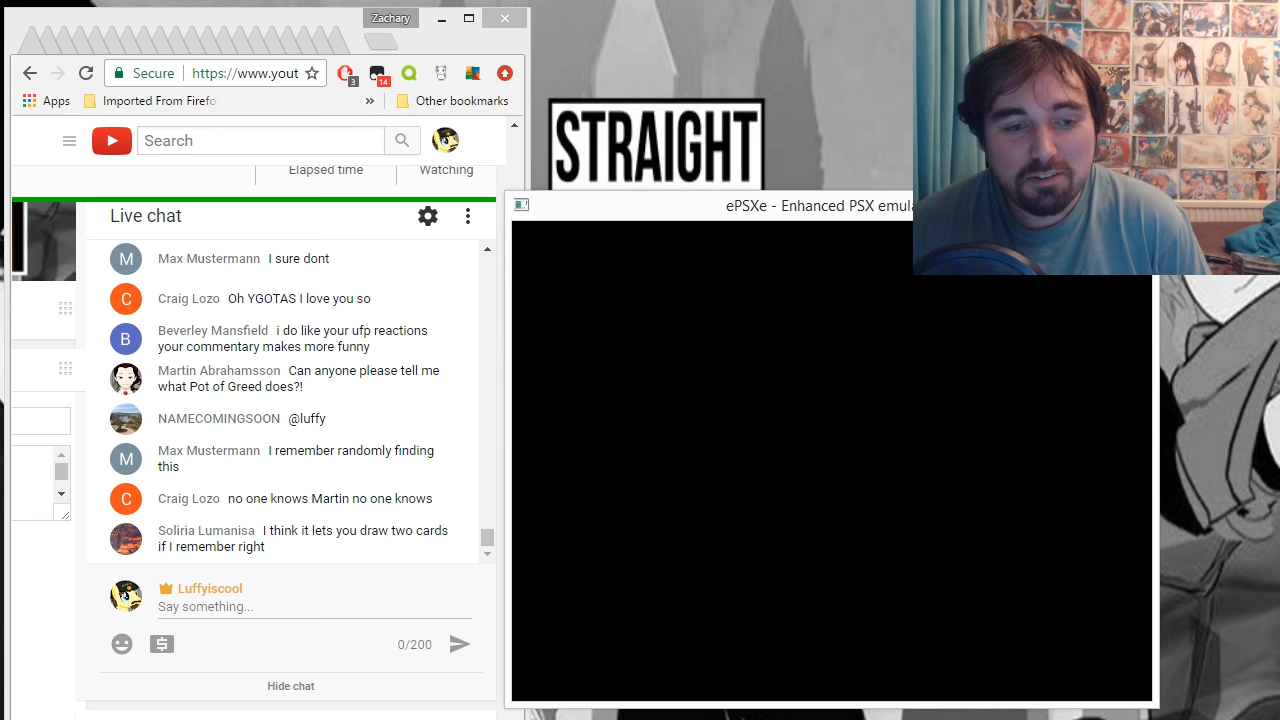 Zachary
Secure
https://www.yout
3
14
Apps
Imported From Firefo
»
Other bookmarks
Search
Elapsed time
Watching
Live chat
M
Max Mustermann I sure dont
C
Craig Lozo Oh YGOTAS I love you so
B
Beverley Mansfield i do like your ufp reactions
your commentary makes more funny
Martin Abrahamsson Can anyone please tell me
what Pot of Greed does?!
NAMECOMINGSOON @luffy
M
Max Mustermann I remember randomly finding
this
C
Craig Lozo no one knows Martin no one knows
Soliria Lumanisa I think it lets you draw two cards
if I remember right
Luffyiscool
Say something...
0/200
Hide chat
STRAIGHT
ePSXe - Enhanced PSX emula